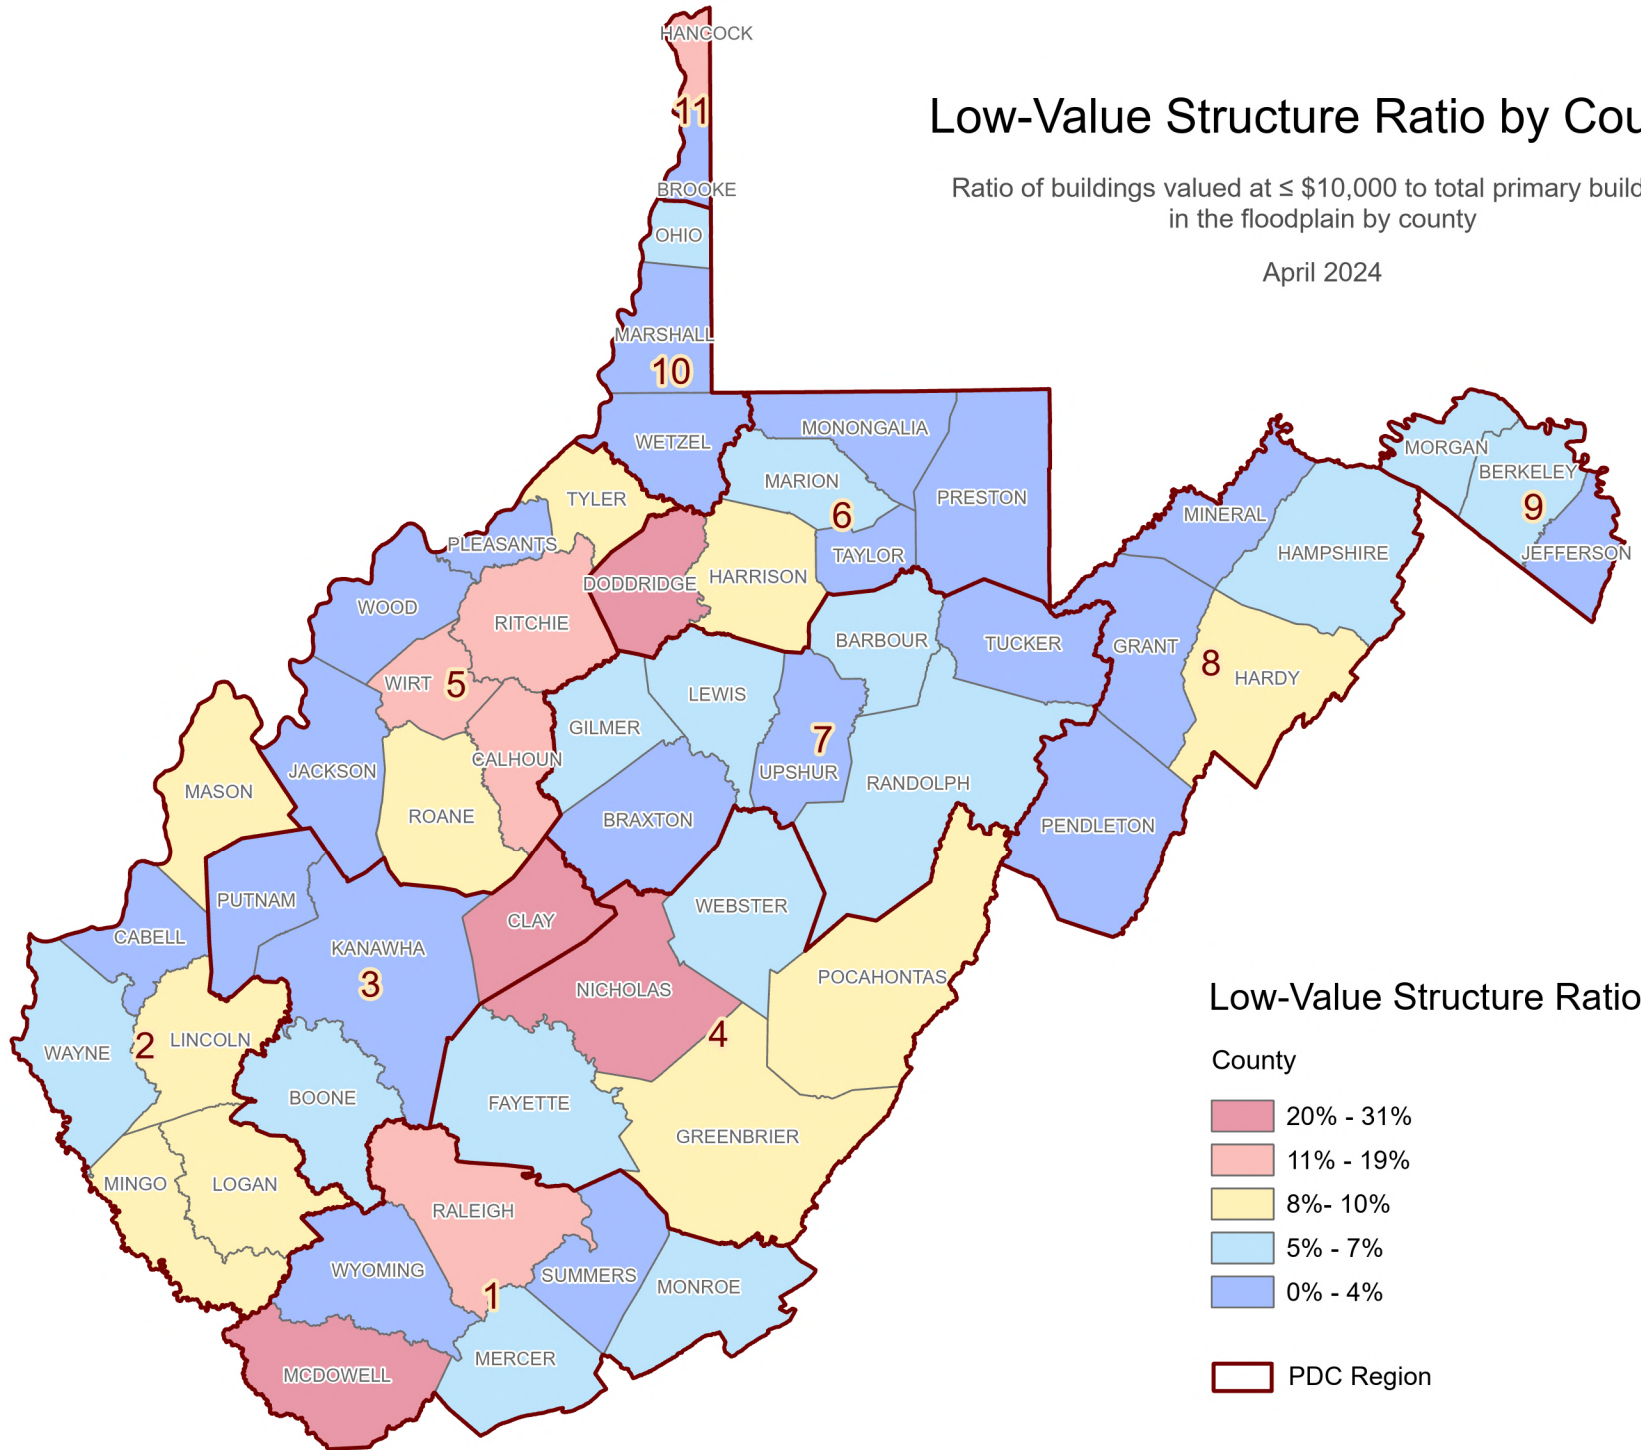 HANCOCK
11
Low-Value Structure Ratio by Cou
Ratio of buildings valued at ≤ $10,000 to total primary build
in the floodplain by county
April 2024
BROOKE
OHIO
MARSHALL
10
WETZEL
MONONGALIA
MARION
PRESTON
6
TAYLOR
TYLER
PLEASANTS
WOOD
RITCHIE
DODDRIDGE
HARRISON
MINERAL
HAMPSHIRE
MORGAN
BERKELEY
9
JEFFERSON
BARBOUR
TUCKER
GRANT
8
HARDY
WIRT
5
LEWIS
GILMER
CALHOUN
JACKSON
MASON
ROANE
7
UPSHUR
RANDOLPH
BRAXTON
PENDLETON
PUTNAM
CABELL
KANAWHA
3
CLAY
WEBSTER
NICHOLAS
POCAHONTAS
4
WAYNE
2
LINCOLN
BOONE
FAYETTE
GREENBRIER
MINGO
LOGAN
RALEIGH
WYOMING
1
SUMMERS
MONROE
MERCER
MCDOWELL
Low-Value Structure Ratio
County
20% - 31%
11% - 19%
8%- 10%
5% - 7%
0% - 4%
PDC Region